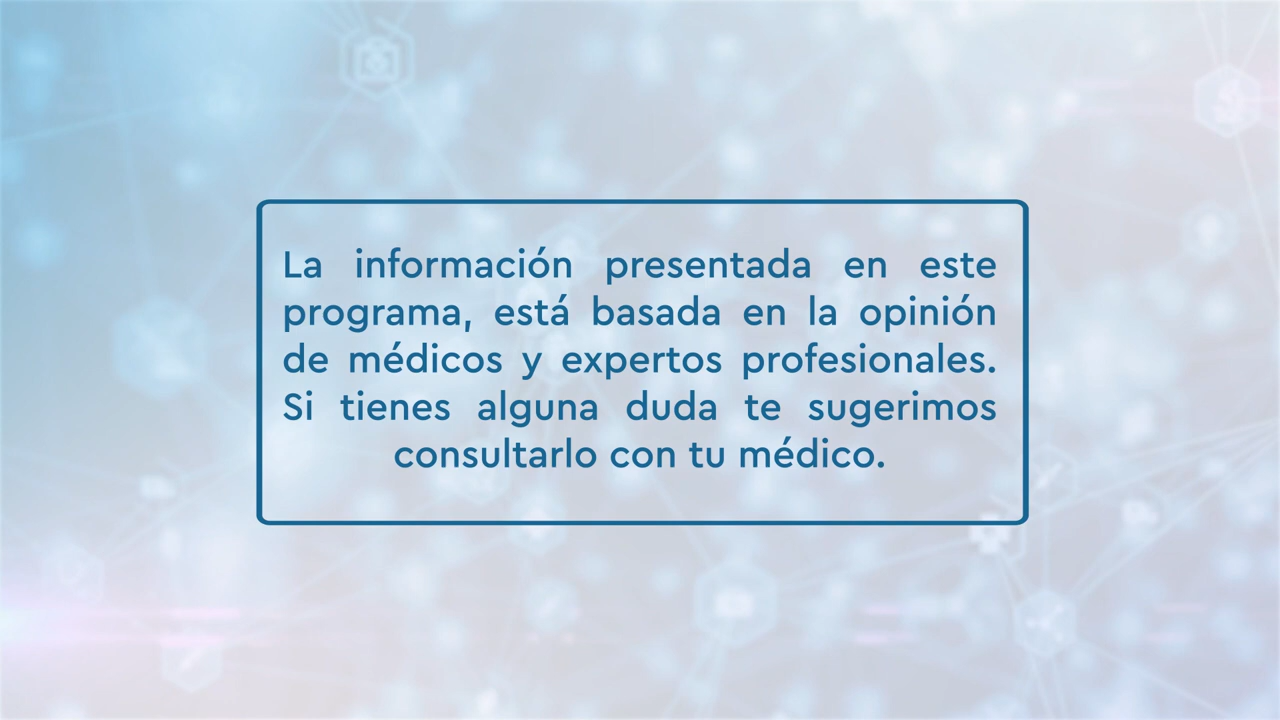 La información presentada en este
programa, está basada en la opinión
de médicos y expertos profesionales.
Si tienes alguna duda te sugerimos
consultarlo con tu médico.